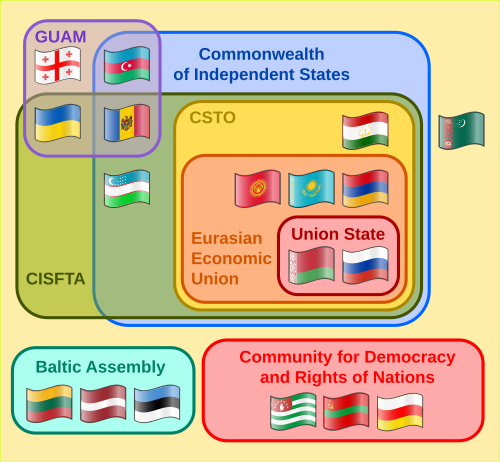 GUAM
Commonwealth
of Independent States
CSTO
Eurasian
Economic
Union
Union State
CISFTA
Baltic Assembly
Community for Democracy
and Rights of Nations